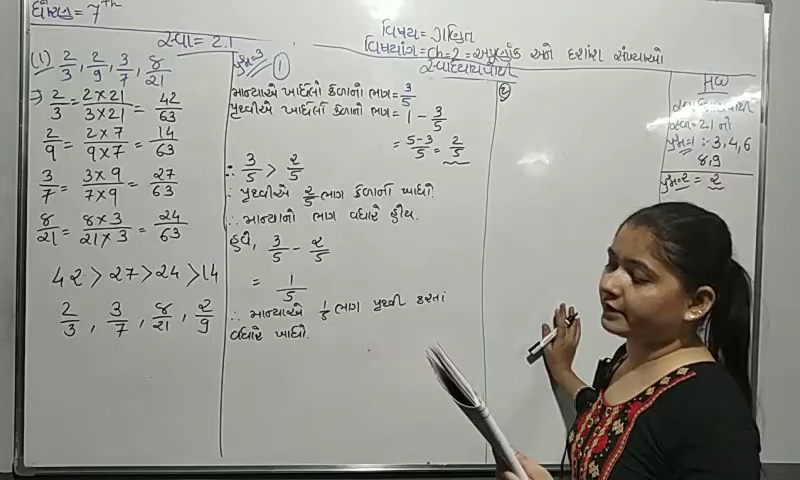 ધોરણ = 7th
વિષય = ગણિત
વિષયાંગ = Ch = 2 = અપૂર્ણાંક અને દશાંશ સંખ્યાઓ
સ્વાધ્યાયપોથી
સ્વા = 2.1
(1) 2/3, 2/9, 3/7, 8/21
→ 2/3 = 2 x 21 / 3 x 21 = 42/63
2/9 = 2 x 7 / 9 x 7 = 14/63
3/7 = 3 x 9 / 7 x 9 = 27/63
8/21 = 8 x 3 / 21 x 3 = 24/63
42 > 27 > 24 > 14
2/3, 3/7, 8/21, 2/9
પ્રશ્ન = 3 ①
માન્યાએ ખાધેલો કેળાનો ભાગ = 3/5
પૃથ્વીએ ખાધેલો કેળાનો ભાગ = 1 - 3/5
= 5-3/5 = 2/5
∴ 3/5 > 2/5
∴ પૃથ્વીએ 2/5 ભાગ કેળાનો ખાધો.
∴ માન્યાનો ભાગ વધારે હોય.
હવે, 3/5 - 2/5
= 1/5
∴ માન્યાએ 1/5 ભાગ પૃથ્વી કરતાં
વધારે ખાધો.
②
HW
સ્વા = 2.1 નો
પ્રશ્ન = 1 :- 3, 4, 6
8, 9
પ્રશ્ન = 2 = 2